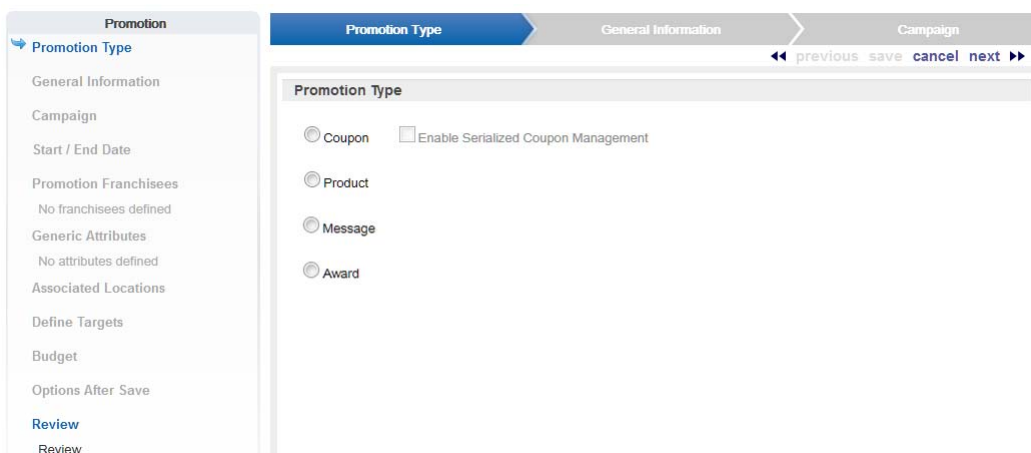 Promotion
Promotion Type
General Information
Campaign
Start / End Date
Promotion Franchisees
No franchisees defined
Generic Attributes
No attributes defined
Associated Locations
Define Targets
Budget
Options After Save
Review
Review
Promotion Type General Information Campaign
previous save cancel next
Promotion Type
Coupon Enable Serialized Coupon Management
Product
Message
Award